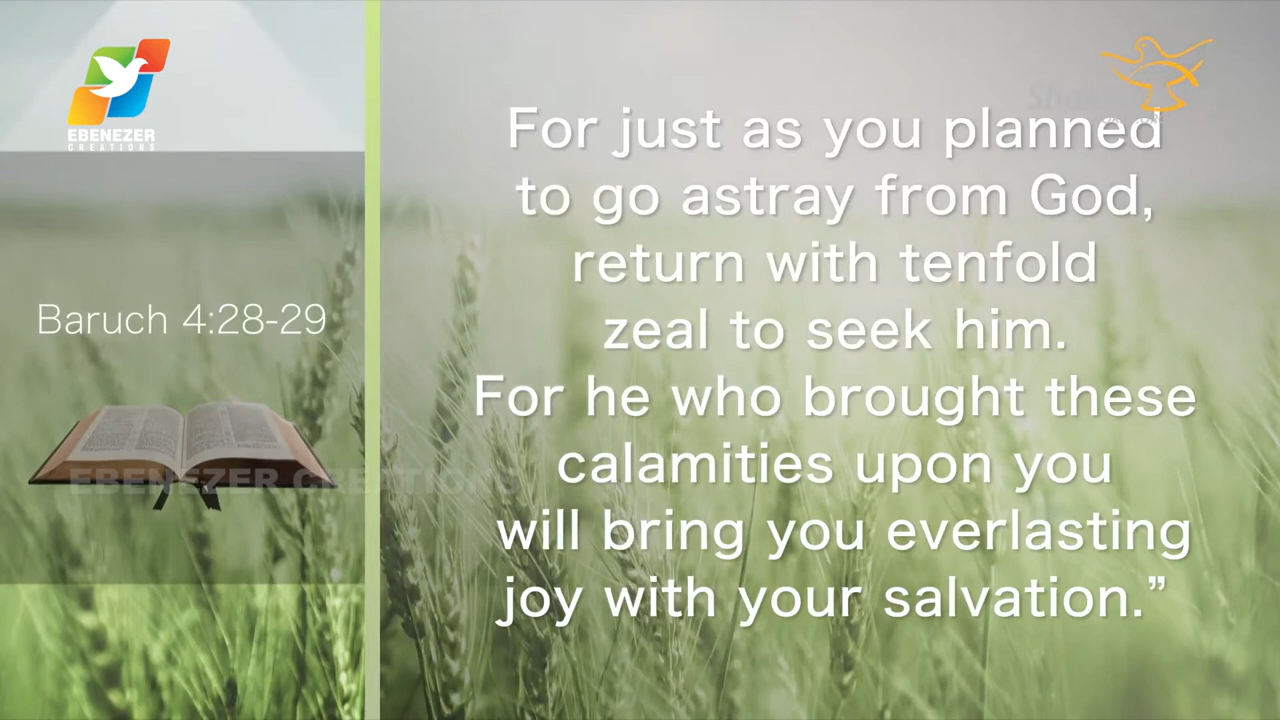 EBENEZER
CREATIONS
Baruch 4:28-29
EBENEZER CREATIONS
For just as you planned
to go astray from God,
return with tenfold
zeal to seek him.
For he who brought these
calamities upon you
will bring you everlasting
joy with your salvation.”